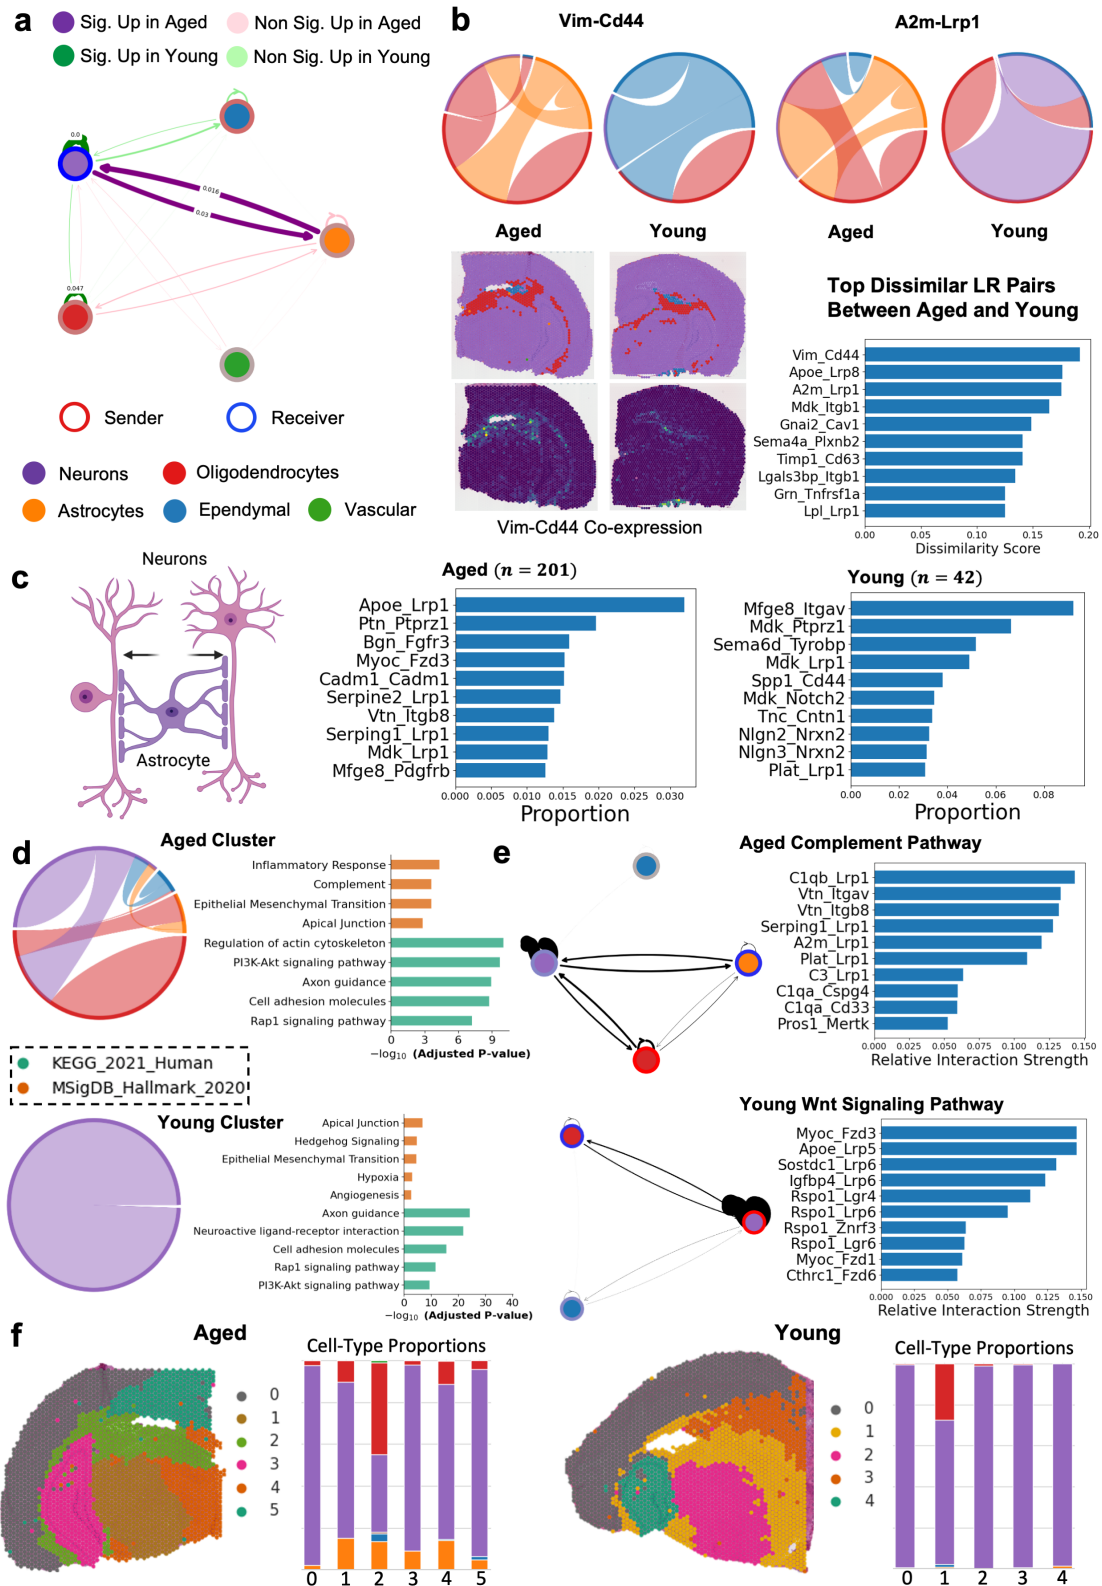 a
Sig. Up in Aged
Non Sig. Up in Aged
Sig. Up in Young
Non Sig. Up in Young
0.0
0.016
0.03
0.047
Sender
Receiver
Neurons
Oligodendrocytes
Astrocytes
Ependymal
Vascular
b
Vim-Cd44
A2m-Lrp1
Aged
Young
Aged
Young
Vim-Cd44 Co-expression
Top Dissimilar LR Pairs
Between Aged and Young
Vim_Cd44
Apoe_Lrp8
A2m_Lrp1
Mdk_Itgb1
Gnai2_Cav1
Sema4a_Plxnb2
Timp1_Cd63
Lgals3bp_Itgb1
Grn_Tnfrsf1a
Lpl_Lrp1
0.00 0.05 0.10 0.15 0.20
Dissimilarity Score
c
Neurons
Astrocyte
Aged (n = 201)
Apoe_Lrp1
Ptn_Ptprz1
Bgn_Fgfr3
Myoc_Fzd3
Cadm1_Cadm1
Serpine2_Lrp1
Vtn_Itgb8
Serping1_Lrp1
Mdk_Lrp1
Mfge8_Pdgfrb
0.000 0.005 0.010 0.015 0.020 0.025 0.030
Proportion
Young (n = 42)
Mfge8_Itgav
Mdk_Ptprz1
Sema6d_Tyrobp
Mdk_Lrp1
Spp1_Cd44
Mdk_Notch2
Tnc_Cntn1
Nlgn2_Nrxn2
Nlgn3_Nrxn2
Plat_Lrp1
0.00 0.02 0.04 0.06 0.08
Proportion
d
Aged Cluster
Inflammatory Response
Complement
Epithelial Mesenchymal Transition
Apical Junction
Regulation of actin cytoskeleton
PI3K-Akt signaling pathway
Axon guidance
Cell adhesion molecules
Rap1 signaling pathway
0 3 6 9
−log₁₀ (Adjusted P-value)
KEGG_2021_Human
MSigDB_Hallmark_2020
Young Cluster
Apical Junction
Hedgehog Signaling
Epithelial Mesenchymal Transition
Hypoxia
Angiogenesis
Axon guidance
Neuroactive ligand-receptor interaction
Cell adhesion molecules
Rap1 signaling pathway
PI3K-Akt signaling pathway
0 10 20 30 40
−log₁₀ (Adjusted P-value)
e
Aged Complement Pathway
C1qb_Lrp1
Vtn_Itgav
Vtn_Itgb8
Serping1_Lrp1
A2m_Lrp1
Plat_Lrp1
C3_Lrp1
C1qa_Cspg4
C1qa_Cd33
Pros1_Mertk
0.000 0.025 0.050 0.075 0.100 0.125 0.150
Relative Interaction Strength
Young Wnt Signaling Pathway
Myoc_Fzd3
Apoe_Lrp5
Sostdc1_Lrp6
Igfbp4_Lrp6
Rspo1_Lgr4
Rspo1_Lrp6
Rspo1_Znrf3
Rspo1_Lgr6
Myoc_Fzd1
Cthrc1_Fzd6
0.000 0.025 0.050 0.075 0.100 0.125 0.150
Relative Interaction Strength
f
Aged
0
1
2
3
4
5
Cell-Type Proportions
0 1 2 3 4 5
Young
0
1
2
3
4
Cell-Type Proportions
0 1 2 3 4